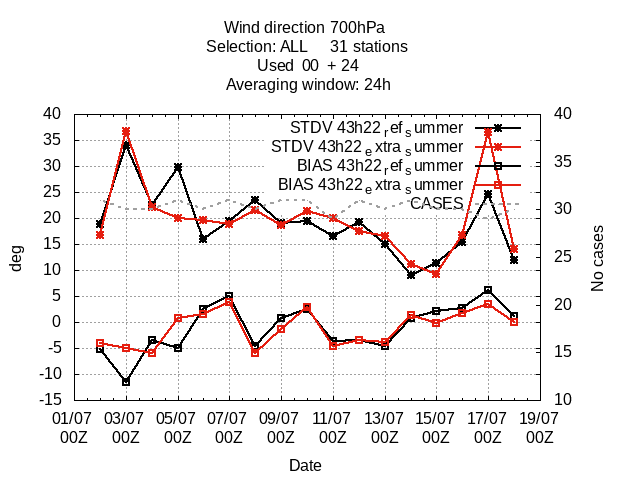 Wind direction 700hPa
Selection: ALL 31 stations
Used 00 + 24
Averaging window: 24h
40
35
30
25
20
15
10
5
0
-5
-10
-15
deg
40
35
30
25
20
15
10
No cases
STDV 43h22_ref_summer
STDV 43h22_extra_summer
BIAS 43h22_ref_summer
BIAS 43h22_extra_summer
CASES
01/07 03/07 05/07 07/07 09/07 11/07 13/07 15/07 17/07 19/07
00Z 00Z 00Z 00Z 00Z 00Z 00Z 00Z 00Z 00Z
Date